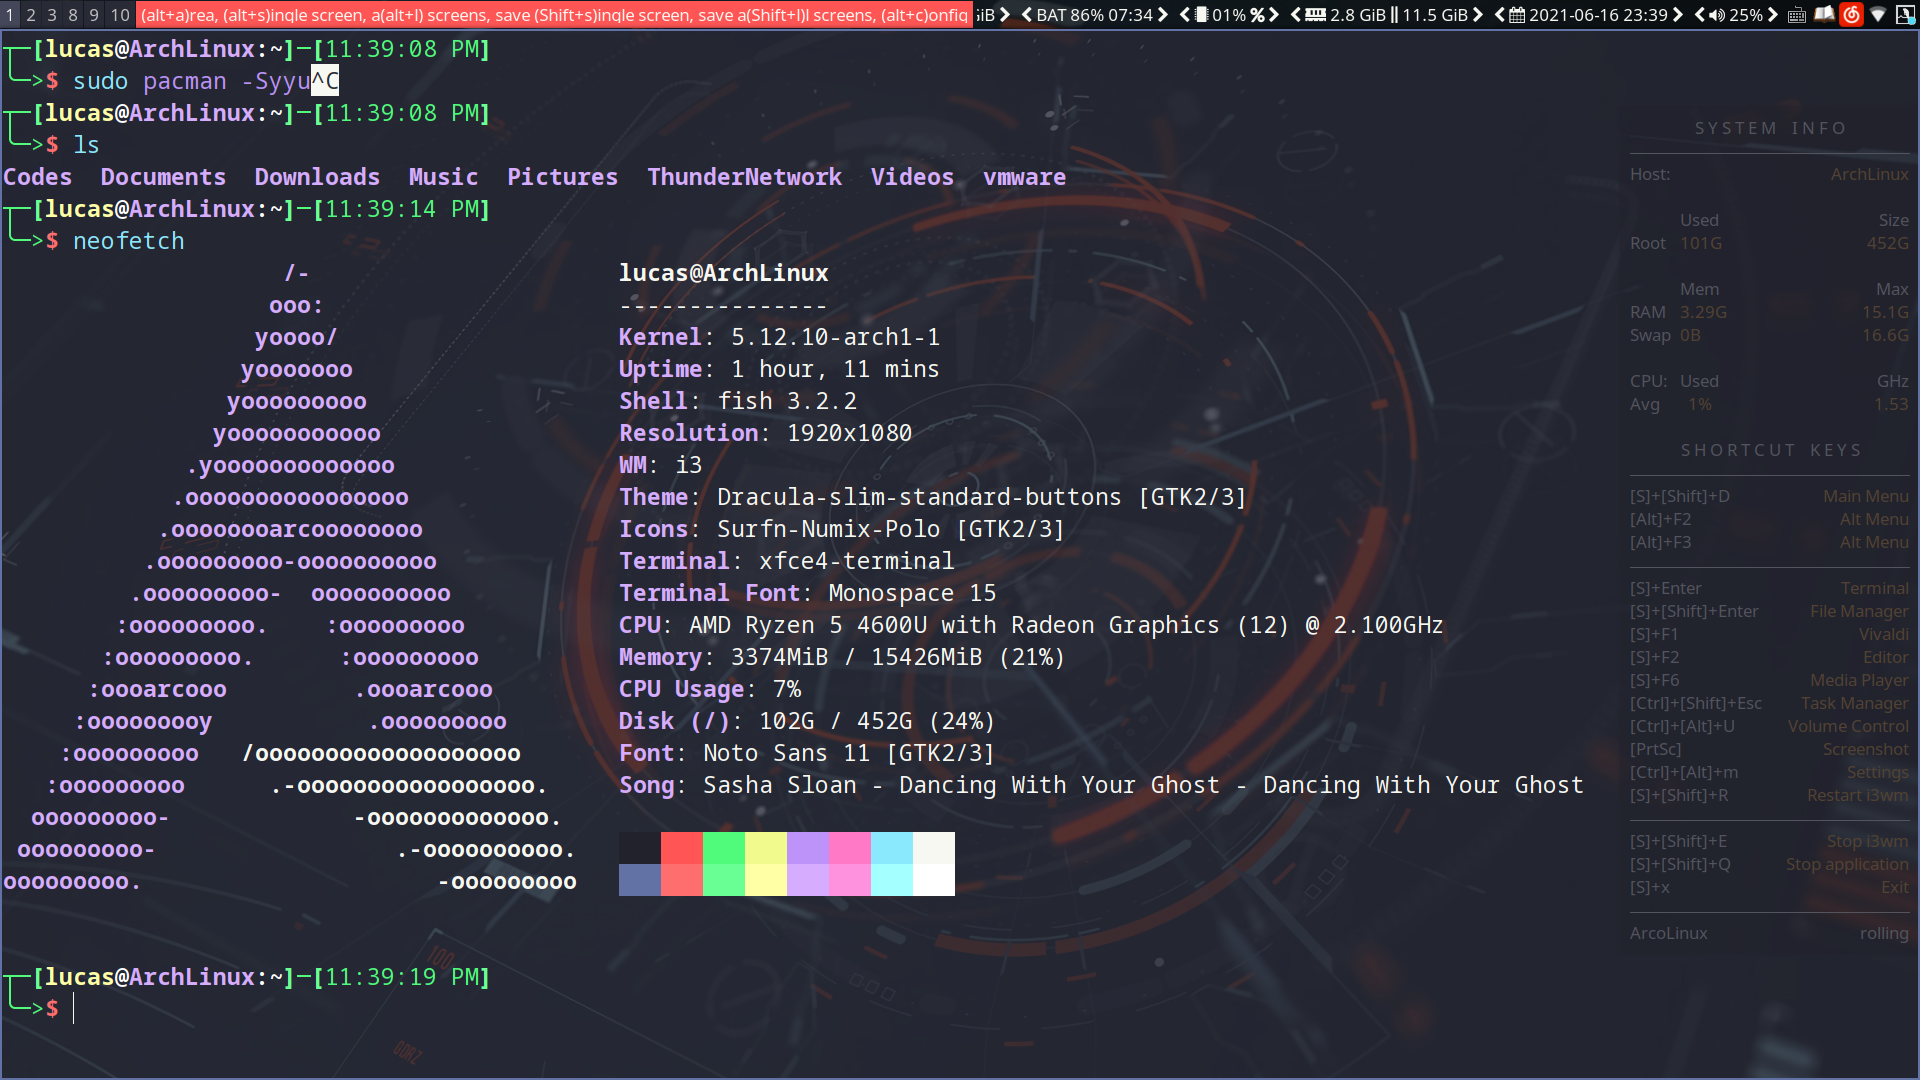 1 2 3 8 9 10 (alt+a)rea, (alt+s)ingle screen, a(alt+l) screens, save (Shift+s)ingle screen, save a(Shift+l)l screens, (alt+c)onfig iB BAT 86% 07:34 01% % 2.8 GiB || 11.5 GiB 2021-06-16 23:39 25%
[lucas@ArchLinux:~]─[11:39:08 PM]
>$ sudo pacman -Syyu^C
[lucas@ArchLinux:~]─[11:39:08 PM]
>$ ls
Codes Documents Downloads Music Pictures ThunderNetwork Videos vmware
[lucas@ArchLinux:~]─[11:39:14 PM]
>$ neofetch
/- lucas@ArchLinux
ooo: ---------------
yoooo/ Kernel: 5.12.10-arch1-1
yooooooo Uptime: 1 hour, 11 mins
yooooooooo Shell: fish 3.2.2
yooooooooooo Resolution: 1920x1080
.yooooooooooooo WM: i3
.oooooooooooooooo Theme: Dracula-slim-standard-buttons [GTK2/3]
.oooooooarcoooooooo Icons: Surfn-Numix-Polo [GTK2/3]
.ooooooooo-oooooooooo Terminal: xfce4-terminal
.ooooooooo- oooooooooo Terminal Font: Monospace 15
:ooooooooo. :ooooooooo CPU: AMD Ryzen 5 4600U with Radeon Graphics (12) @ 2.100GHz
:ooooooooo. :ooooooooo Memory: 3374MiB / 15426MiB (21%)
:oooarcooo .oooarcooo CPU Usage: 7%
:ooooooooy .ooooooooo Disk (/): 102G / 452G (24%)
:ooooooooo /ooooooooooooooooooo Font: Noto Sans 11 [GTK2/3]
:ooooooooo .-ooooooooooooooooo. Song: Sasha Sloan - Dancing With Your Ghost - Dancing With Your Ghost
ooooooooo- -ooooooooooooo.
ooooooooo- .-oooooooooo.
ooooooooo. -ooooooooo
[lucas@ArchLinux:~]─[11:39:19 PM]
>$
SYSTEM INFO
Host: ArchLinux
Used Size
Root 101G 452G
Mem Max
RAM 3.29G 15.1G
Swap 0B 16.6G
CPU: Used GHz
Avg 1% 1.53
SHORTCUT KEYS
[S]+[Shift]+D Main Menu
[Alt]+F2 Alt Menu
[Alt]+F3 Alt Menu
[S]+Enter Terminal
[S]+[Shift]+Enter File Manager
[S]+F1 Vivaldi
[S]+F2 Editor
[S]+F6 Media Player
[Ctrl]+[Shift]+Esc Task Manager
[Ctrl]+[Alt]+U Volume Control
[PrtSc] Screenshot
[Ctrl]+[Alt]+m Settings
[S]+[Shift]+R Restart i3wm
[S]+[Shift]+E Stop i3wm
[S]+[Shift]+Q Stop application
[S]+x Exit
ArcoLinux rolling
100